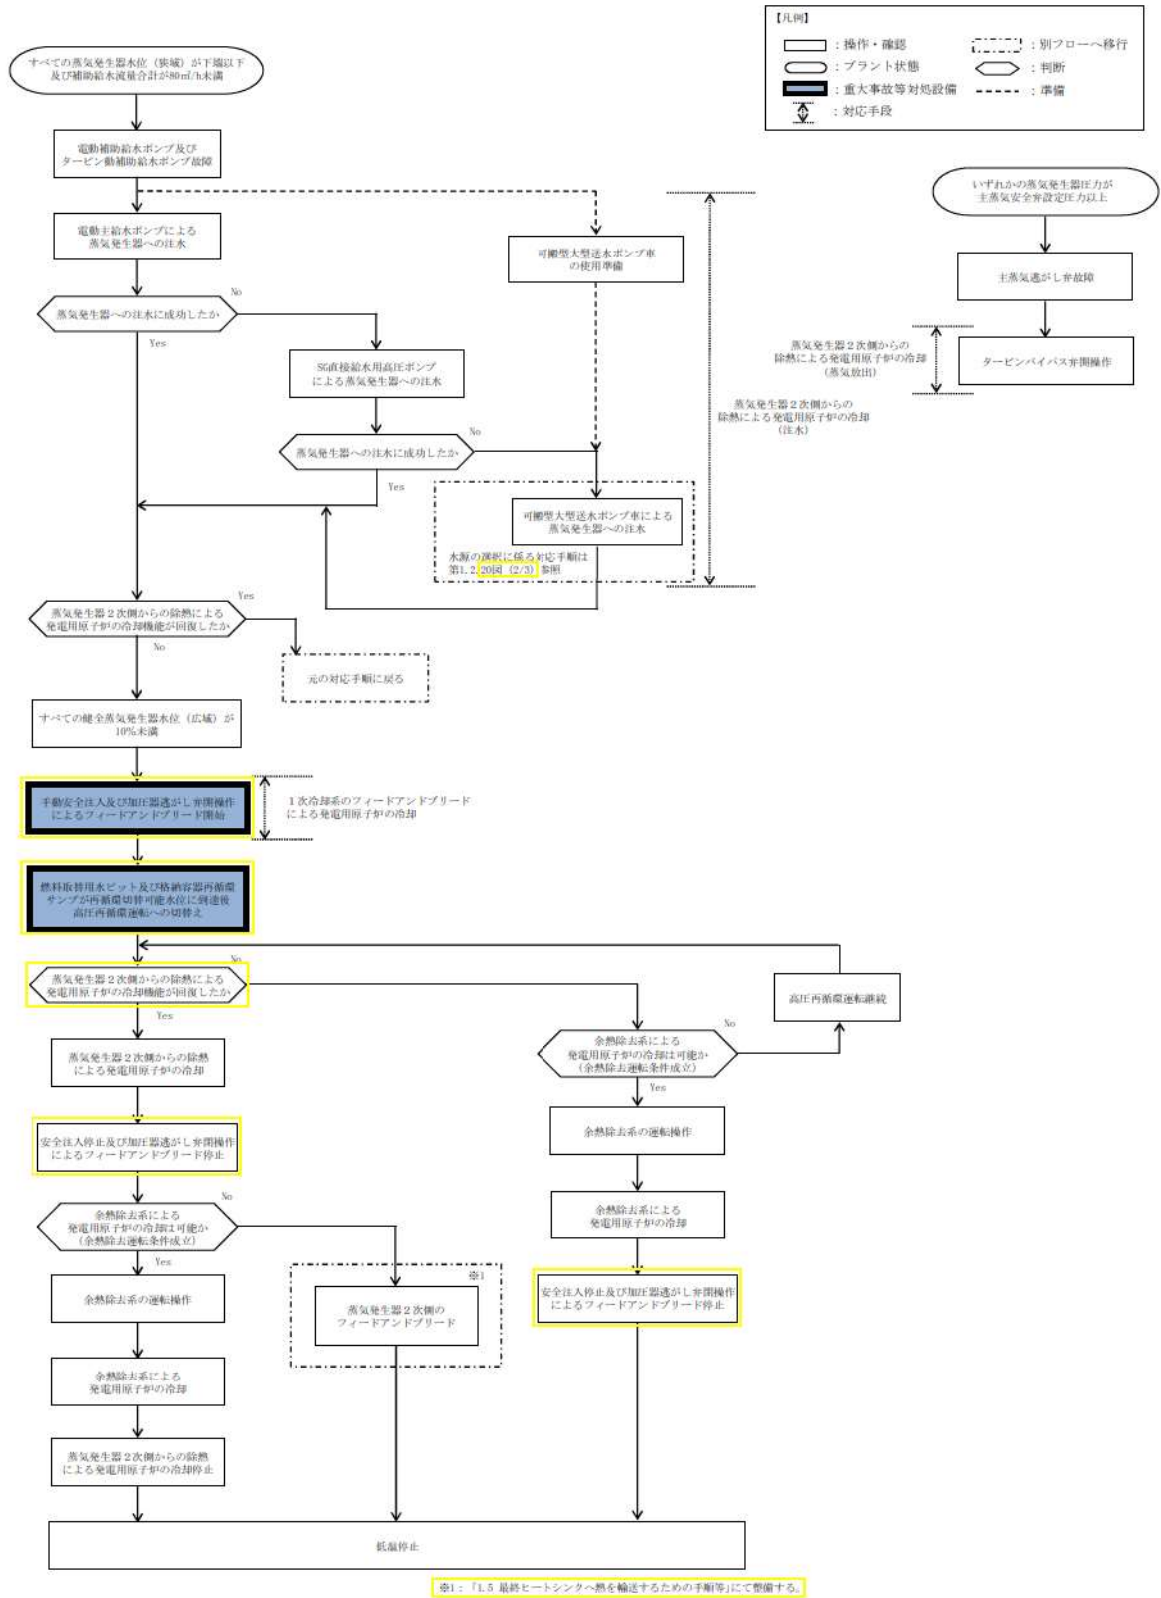 【凡例】
：操作・確認
：別フローへ移行
：プラント状態
：判断
：重大事故等対処設備
：準備
：対応手段
すべての蒸気発生器水位（狭域）が下端以下
及び補助給水流量合計が80㎥/h未満
電動補助給水ポンプ及び
タービン動補助給水ポンプ故障
電動主給水ポンプによる
蒸気発生器への注水
可搬型大型送水ポンプ車
の使用準備
蒸気発生器への注水に成功したか
No
Yes
SG直接給水用高圧ポンプ
による蒸気発生器への注水
蒸気発生器への注水に成功したか
No
Yes
可搬型大型送水ポンプ車による
蒸気発生器への注水
水源の選択に係る対応手順は
第1.2.20図（2/3）参照
蒸気発生器２次側からの
除熱による発電用原子炉の冷却
（注水）
いずれかの蒸気発生器圧力が
主蒸気安全弁設定圧力以上
主蒸気逃がし弁故障
タービンバイパス弁開操作
蒸気発生器２次側からの
除熱による発電用原子炉の冷却
（蒸気放出）
蒸気発生器２次側からの除熱による
発電用原子炉の冷却機能が回復したか
Yes
No
元の対応手順に戻る
すべての健全蒸気発生器水位（広域）が
10％未満
手動安全注入及び加圧器逃がし弁開操作
によるフィードアンドブリード開始
１次冷却系のフィードアンドブリード
による発電用原子炉の冷却
燃料取替用水ピット及び格納容器再循環
サンプが再循環切替可能水位に到達後
高圧再循環運転への切替え
蒸気発生器２次側からの除熱による
発電用原子炉の冷却機能が回復したか
No
Yes
高圧再循環運転継続
蒸気発生器２次側からの除熱
による発電用原子炉の冷却
余熱除去系による
発電用原子炉の冷却は可能か
（余熱除去運転条件成立）
No
Yes
安全注入停止及び加圧器逃がし弁閉操作
によるフィードアンドブリード停止
余熱除去系の運転操作
余熱除去系による
発電用原子炉の冷却は可能か
（余熱除去運転条件成立）
No
Yes
余熱除去系による
発電用原子炉の冷却
余熱除去系の運転操作
※1
蒸気発生器２次側の
フィードアンドブリード
安全注入停止及び加圧器逃がし弁閉操作
によるフィードアンドブリード停止
余熱除去系による
発電用原子炉の冷却
蒸気発生器２次側からの除熱
による発電用原子炉の冷却停止
低温停止
※1：「1.5 最終ヒートシンクへ熱を輸送するための手順等」にて整備する。